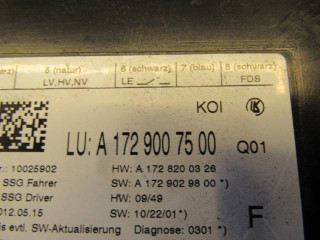 5 (natur) 6 (schwarz) 7 (blau) 8 (schwarz)
LV,HV,NV LE FDS
KOI K
LU: A 172 900 75 00 Q01
r.: 10025902 HW: A 172 820 03 26
SSG Fahrer SW: A 172 902 98 00 *)
SSG Driver HW: 09/49
012.05.15 SW: 10/22/01*) F
is evtl. SW-Aktualisierung Diagnose: 0301 *)